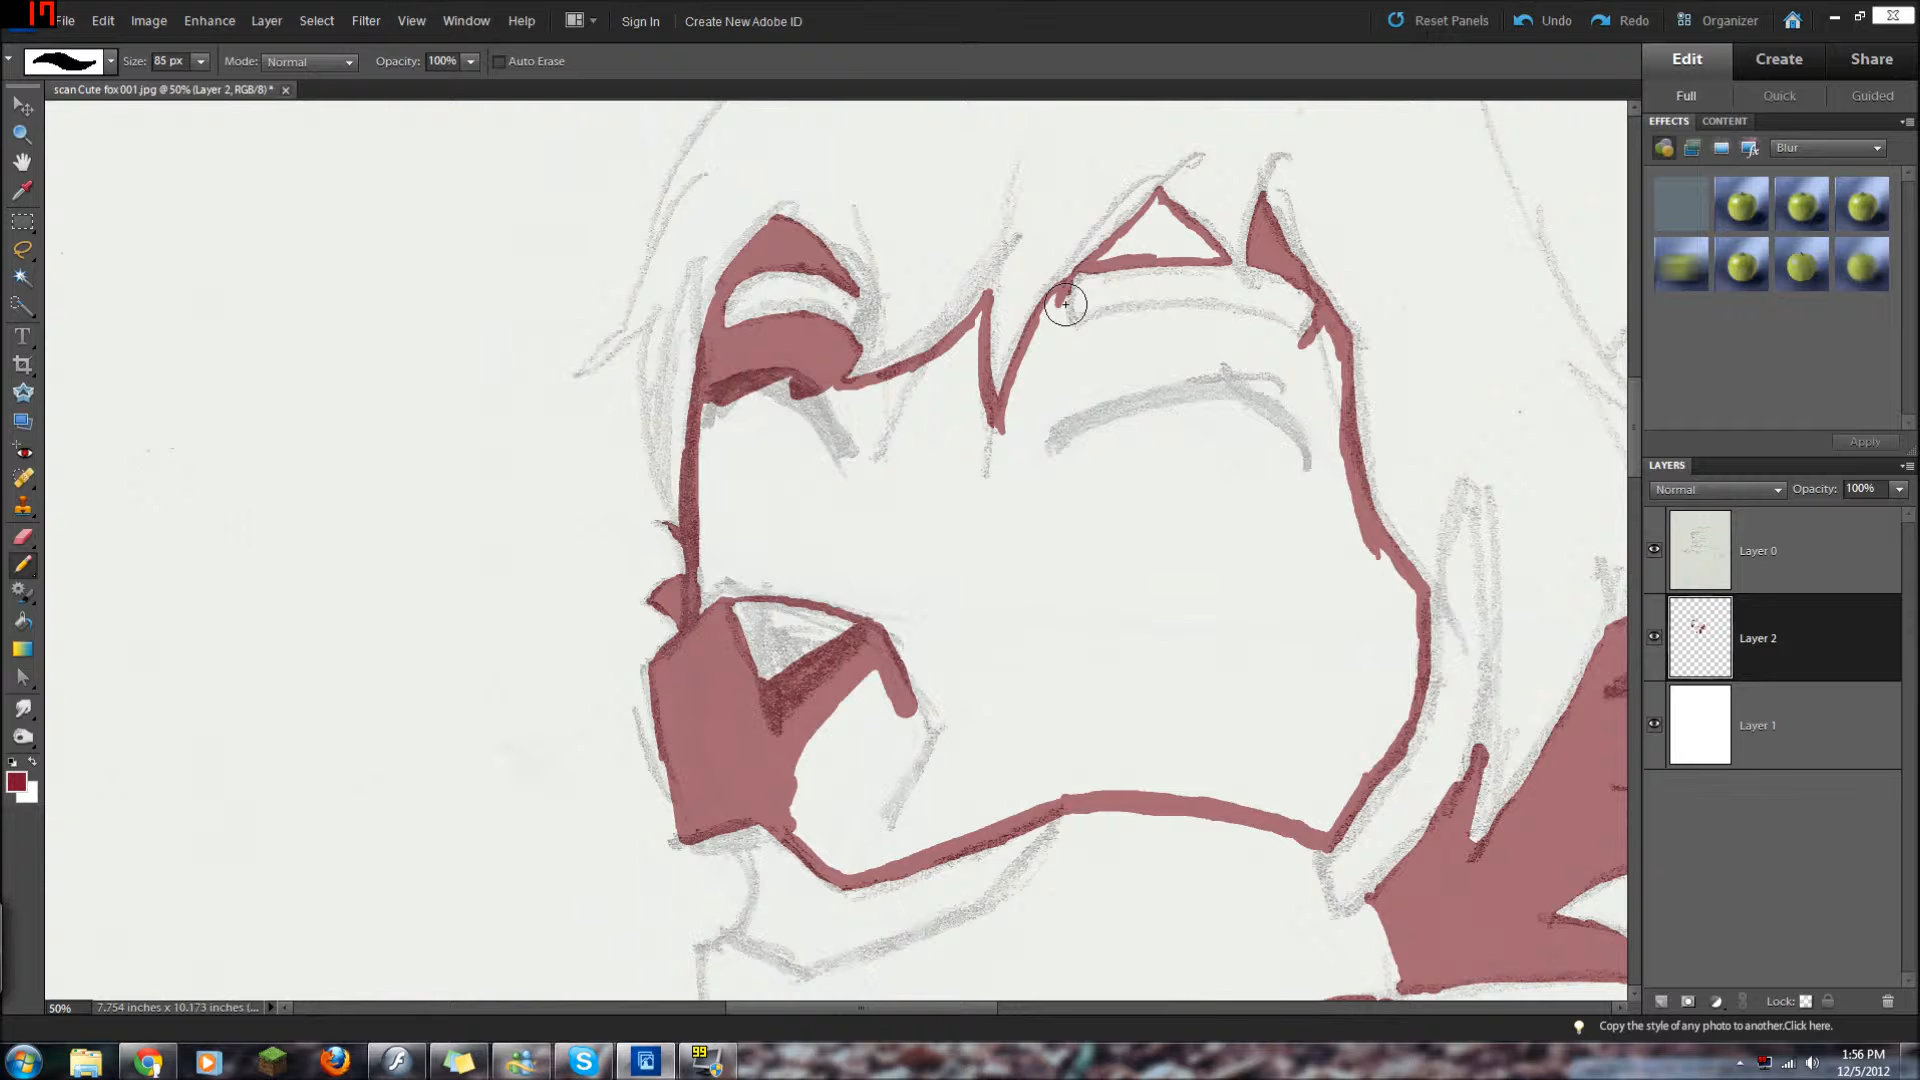 17
File Edit Image Enhance Layer Select Filter View Window Help Sign In Create New Adobe ID Reset Panels Undo Redo Organizer
Size: 85 px Mode: Normal Opacity: 100% Auto Erase
Edit Create Share
scan Cute fox 001.jpg @ 50% (Layer 2, RGB/8) *
Full Quick Guided
EFFECTS CONTENT
Blur
Apply
LAYERS
Normal Opacity: 100%
Layer 0
Layer 2
Layer 1
50% 7.754 inches x 10.173 inches (...
Lock:
Copy the style of any photo to another.Click here.
99
1:56 PM
12/5/2012